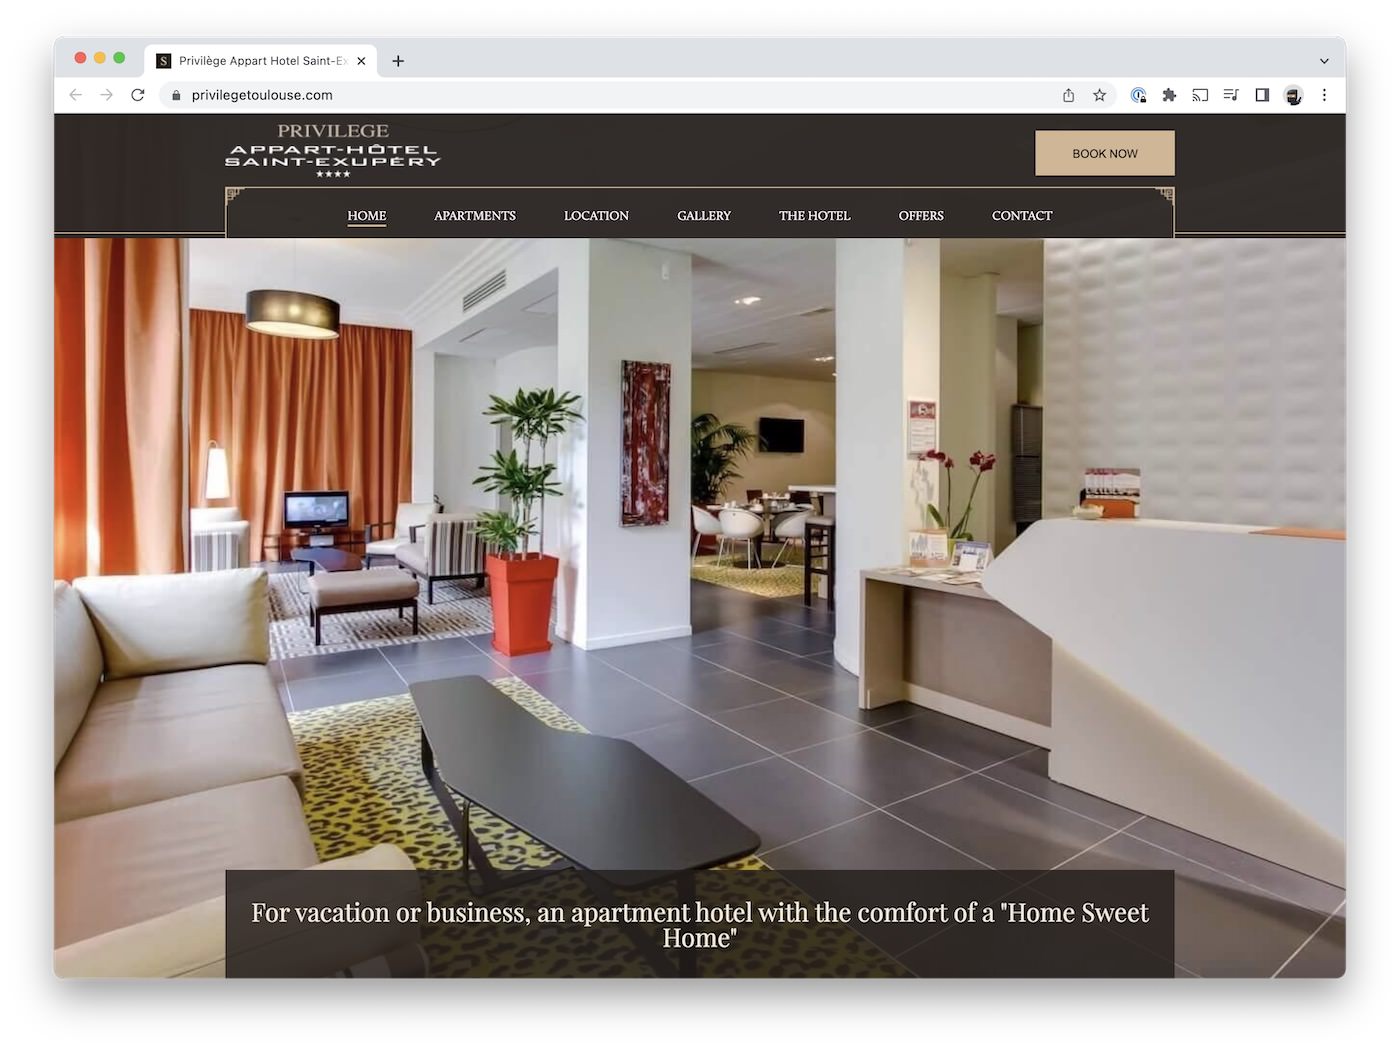 S
Privilège Appart Hotel Saint-Ex
privilegetoulouse.com
PRIVILEGE
APPART-HÔTEL
SAINT-EXUPÉRY
★★★★
BOOK NOW
HOME
APARTMENTS
LOCATION
GALLERY
THE HOTEL
OFFERS
CONTACT
For vacation or business, an apartment hotel with the comfort of a "Home Sweet
Home"